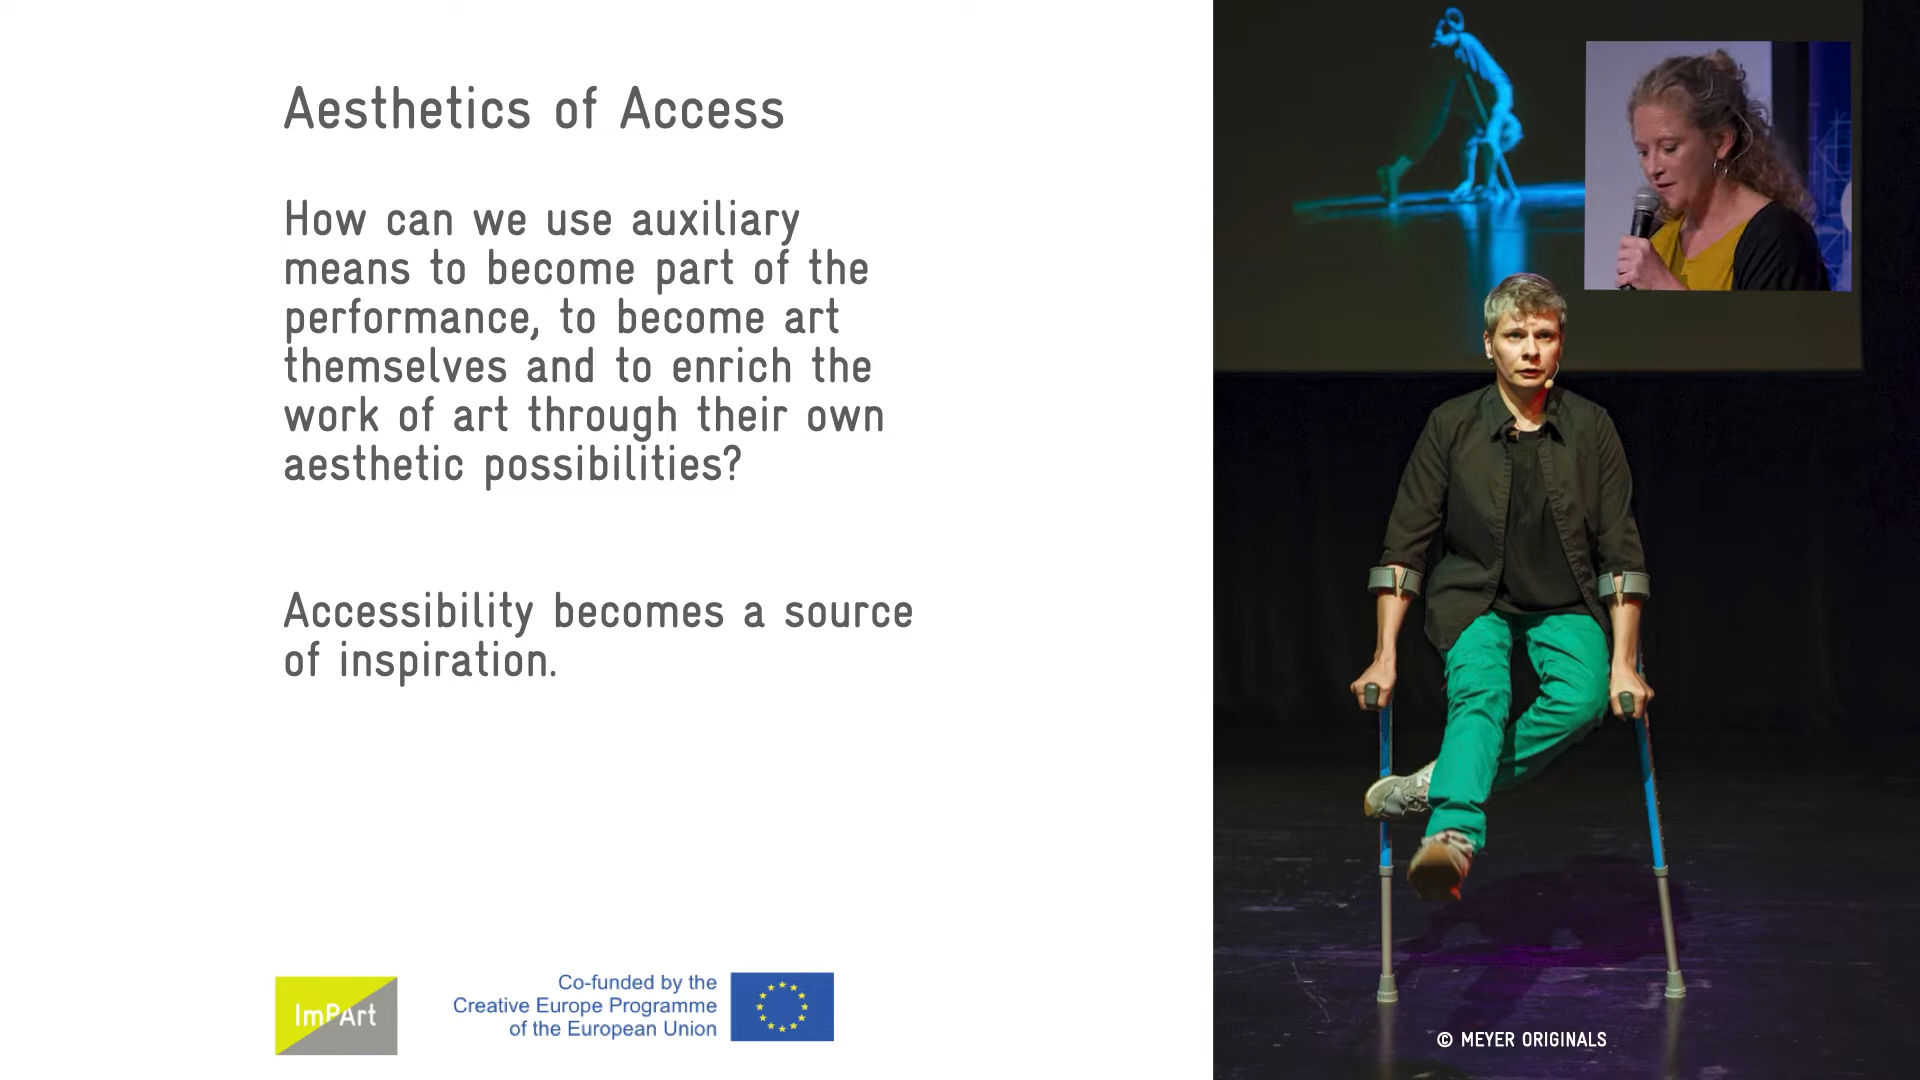 Aesthetics of Access
How can we use auxiliary
means to become part of the
performance, to become art
themselves and to enrich the
work of art through their own
aesthetic possibilities?
Accessibility becomes a source
of inspiration.
ImPArt
Co-funded by the
Creative Europe Programme
of the European Union
© MEYER ORIGINALS